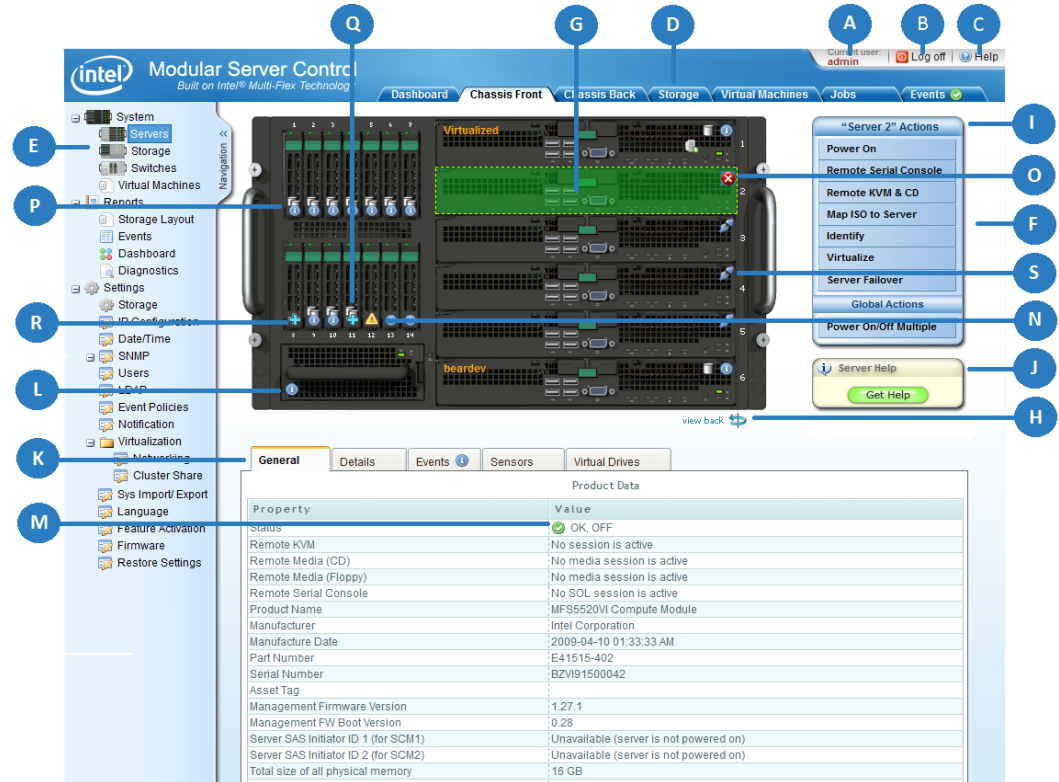 Q
G
D
A
B
C
intel
Modular Server Control
Built on Intel® Multi-Flex Technology
Current user:
admin
Log off
Help
Dashboard
Chassis Front
Chassis Back
Storage
Virtual Machines
Jobs
Events
System
Servers
Storage
Switches
Virtual Machines
Reports
Storage Layout
Events
Dashboard
Diagnostics
Settings
Storage
IP Configuration
Date/Time
SNMP
Users
LDAP
Event Policies
Notification
Virtualization
Networking
Cluster Share
Sys Import/ Export
Language
Feature Activation
Firmware
Restore Settings
«
Navigation
E
P
R
L
K
M
1 2 3 4 5 6 7
8 9 10 11 12 13 14
Virtualized
1
2
3
4
5
beardev
6
view back
"Server 2" Actions
Power On
Remote Serial Console
Remote KVM & CD
Map ISO to Server
Identify
Virtualize
Server Failover
Global Actions
Power On/Off Multiple
Server Help
Get Help
I
O
F
S
N
J
H
General
Details
Events
Sensors
Virtual Drives
Product Data
Property Value
Status OK, OFF
Remote KVM No session is active
Remote Media (CD) No media session is active
Remote Media (Floppy) No media session is active
Remote Serial Console No SOL session is active
Product Name MFS5520VI Compute Module
Manufacturer Intel Corporation
Manufacture Date 2009-04-10 01:33:33 AM
Part Number E41515-402
Serial Number BZVI91500042
Asset Tag
Management Firmware Version 1.27.1
Management FW Boot Version 0.28
Server SAS Initiator ID 1 (for SCM1) Unavailable (server is not powered on)
Server SAS Initiator ID 2 (for SCM2) Unavailable (server is not powered on)
Total size of all physical memory 16 GB